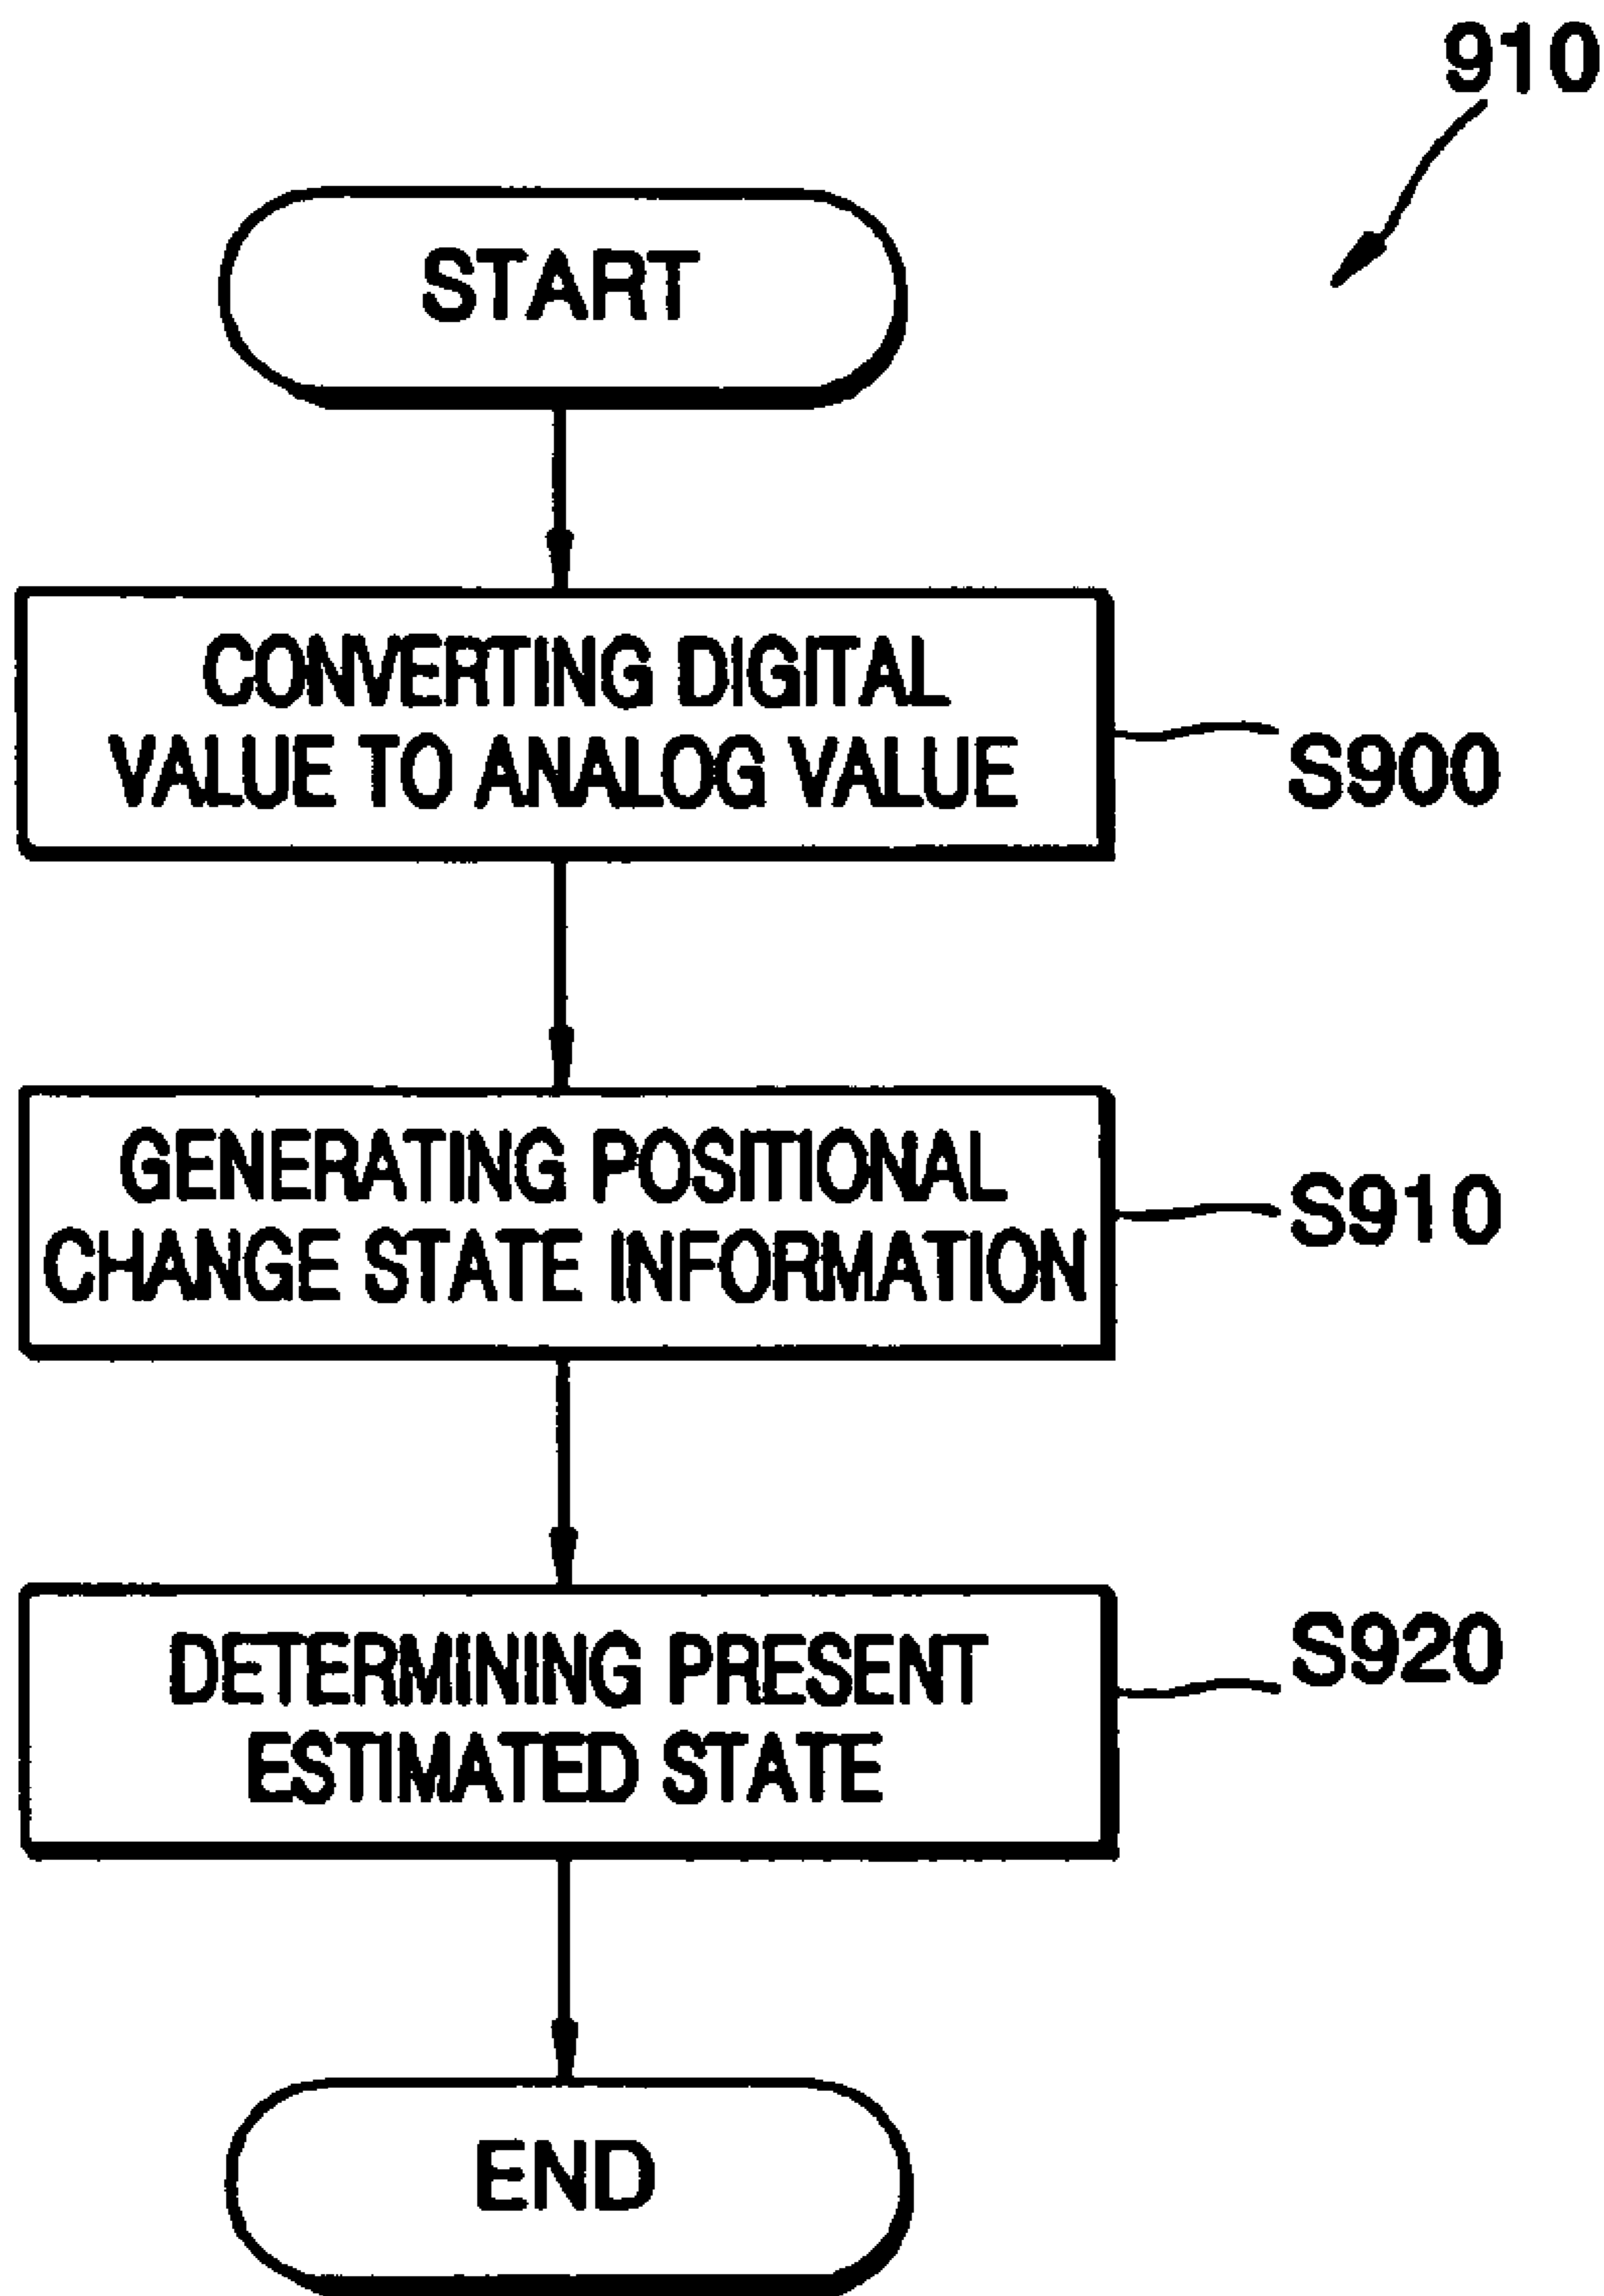 910
START
CONVERTING DIGITAL
VALUE TO ANALOG VALUE
S900
GENERATING POSITIONAL
CHANGE STATE INFORMATION
S910
DETERMINING PRESENT
ESTIMATED STATE
S920
END